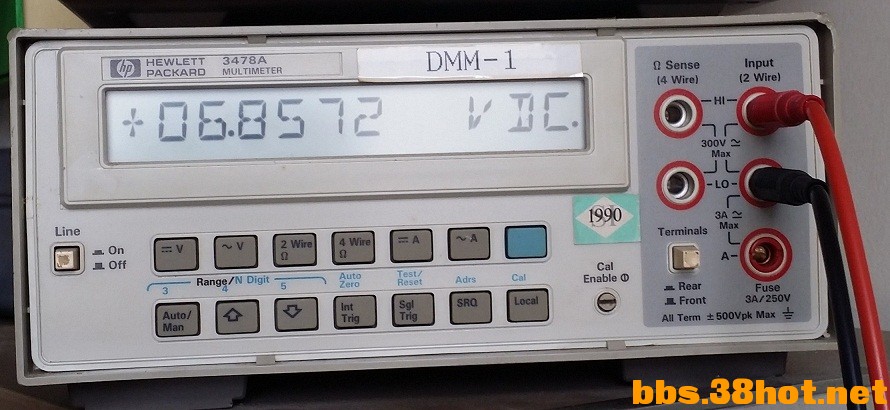 hp HEWLETT PACKARD 3478A MULTIMETER
DMM-1
+06.8572 V DC.
Ω Sense (4 Wire)
Input (2 Wire)
HI
300V ≃ Max
LO
3A ≃ Max
A
Fuse 3A/250V
Terminals
Rear
Front
All Term ±500Vpk Max
Line
On
Off
⎓ V
~ V
2 Wire Ω
4 Wire Ω
⎓ A
~ A
SI
1990
Range/N Digit
3
4
5
Auto Zero
Test/Reset
Adrs
Cal
Auto/Man
Int Trig
Sgl Trig
SRQ
Local
Cal Enable
bbs.38hot.net